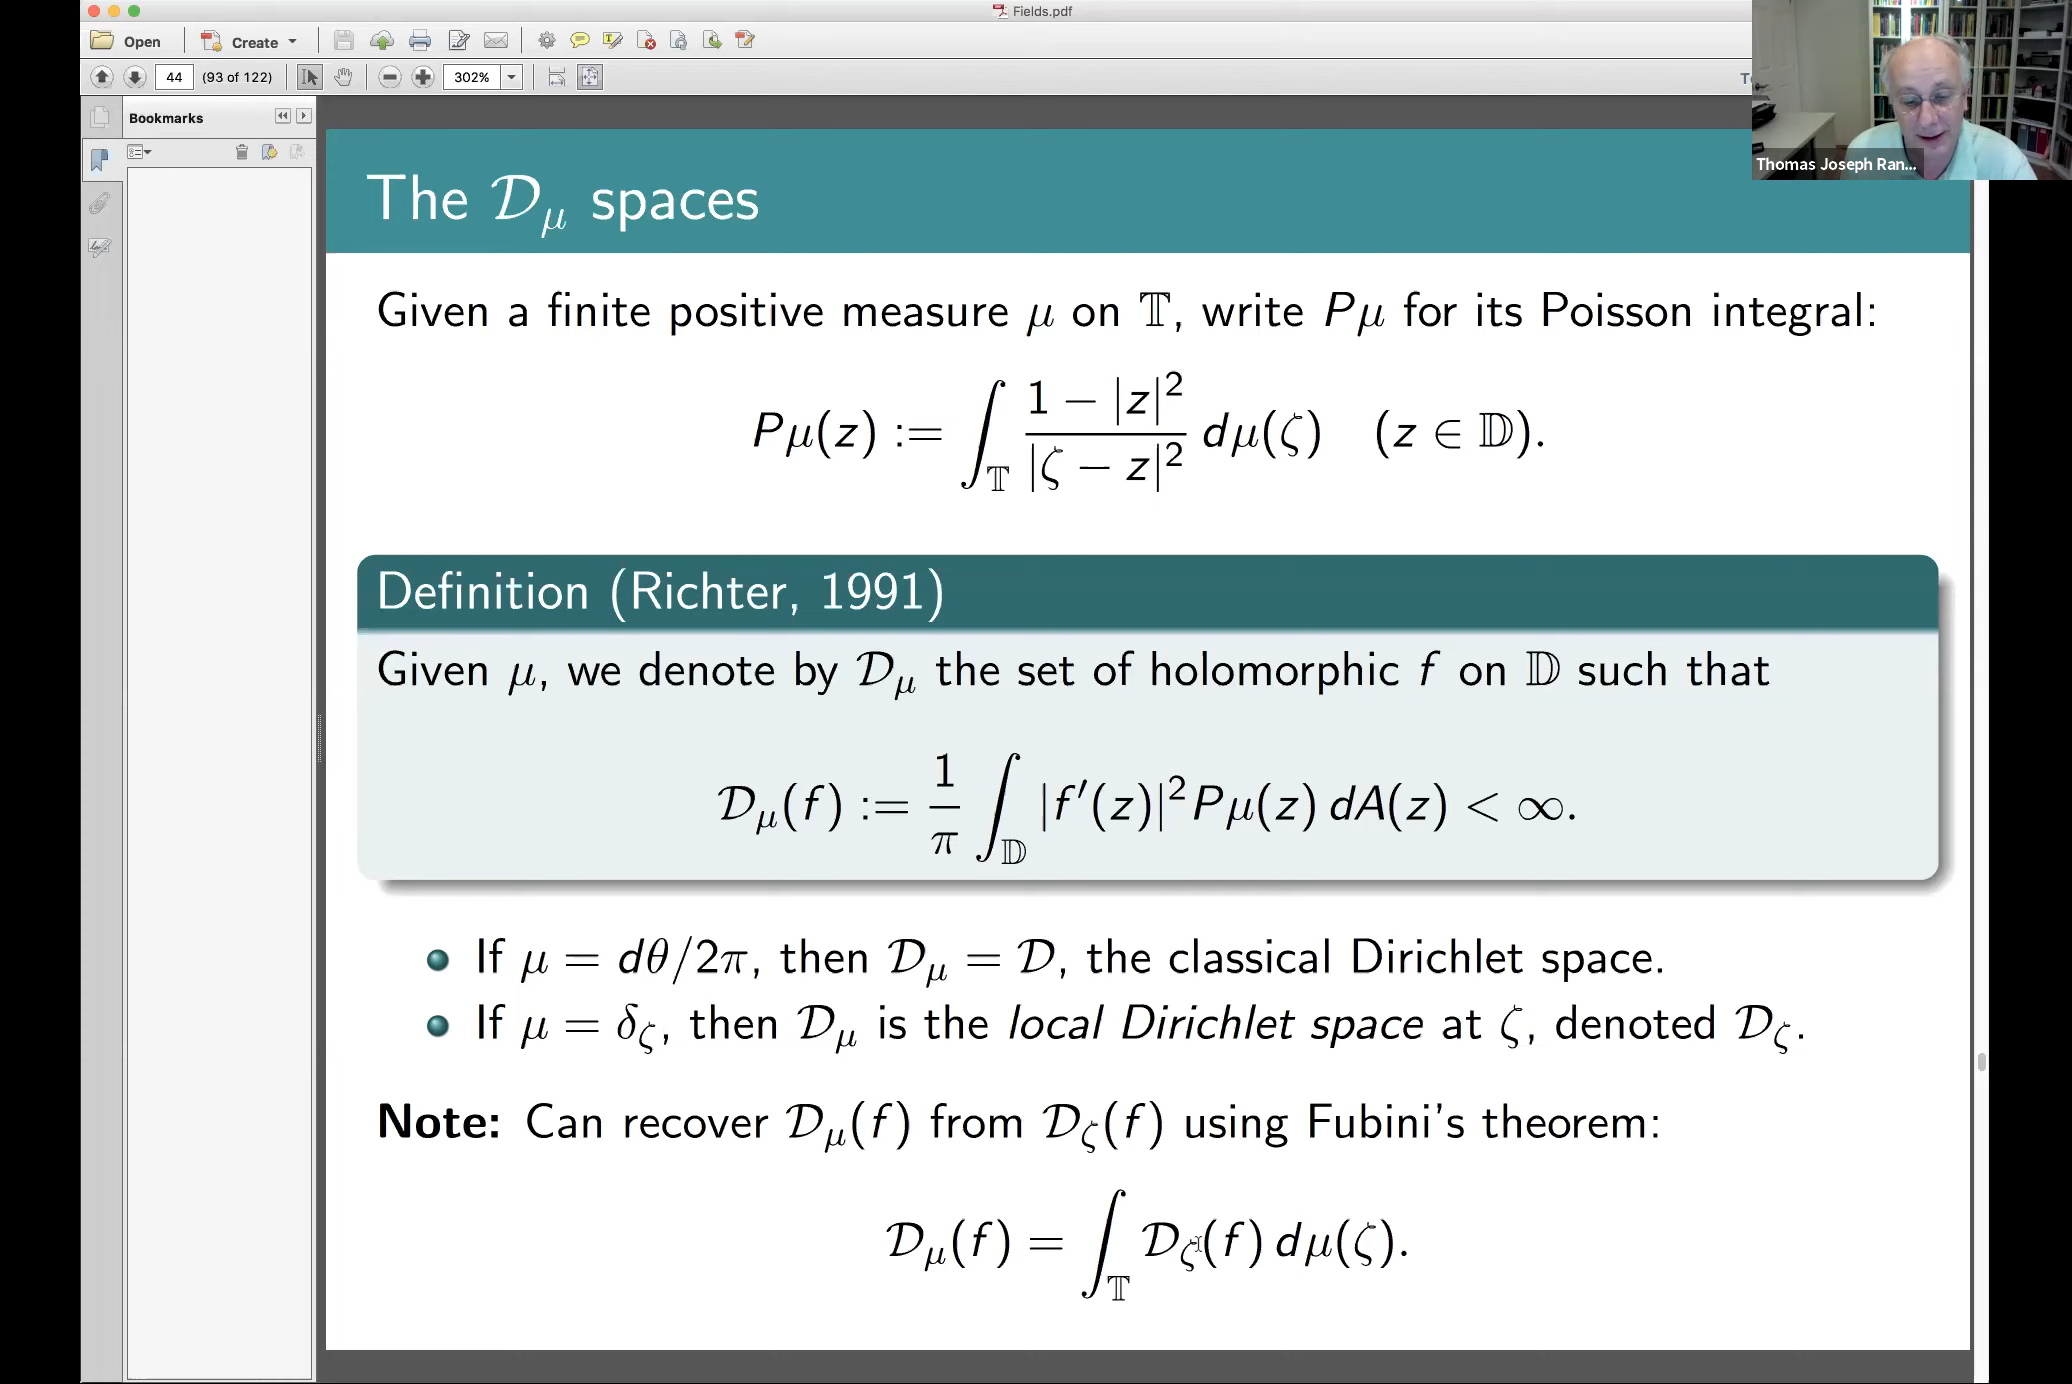 Fields.pdf
Open
Create
44 (93 of 122)
302%
Bookmarks
Thomas Joseph Ran...
The 𝒟_μ spaces
Given a finite positive measure μ on 𝕋, write Pμ for its Poisson integral:
Pμ(z) := ∫_𝕋 (1 − |z|²)/(|ζ − z|²) dμ(ζ) (z ∈ 𝔻).
Definition (Richter, 1991)
Given μ, we denote by 𝒟_μ the set of holomorphic f on 𝔻 such that
𝒟_μ(f) := 1/π ∫_𝔻 |f′(z)|² Pμ(z) dA(z) < ∞.
If μ = dθ/2π, then 𝒟_μ = 𝒟, the classical Dirichlet space.
If μ = δ_ζ, then 𝒟_μ is the local Dirichlet space at ζ, denoted 𝒟_ζ.
Note: Can recover 𝒟_μ(f) from 𝒟_ζ(f) using Fubini's theorem:
𝒟_μ(f) = ∫_𝕋 𝒟_ζ(f) dμ(ζ).